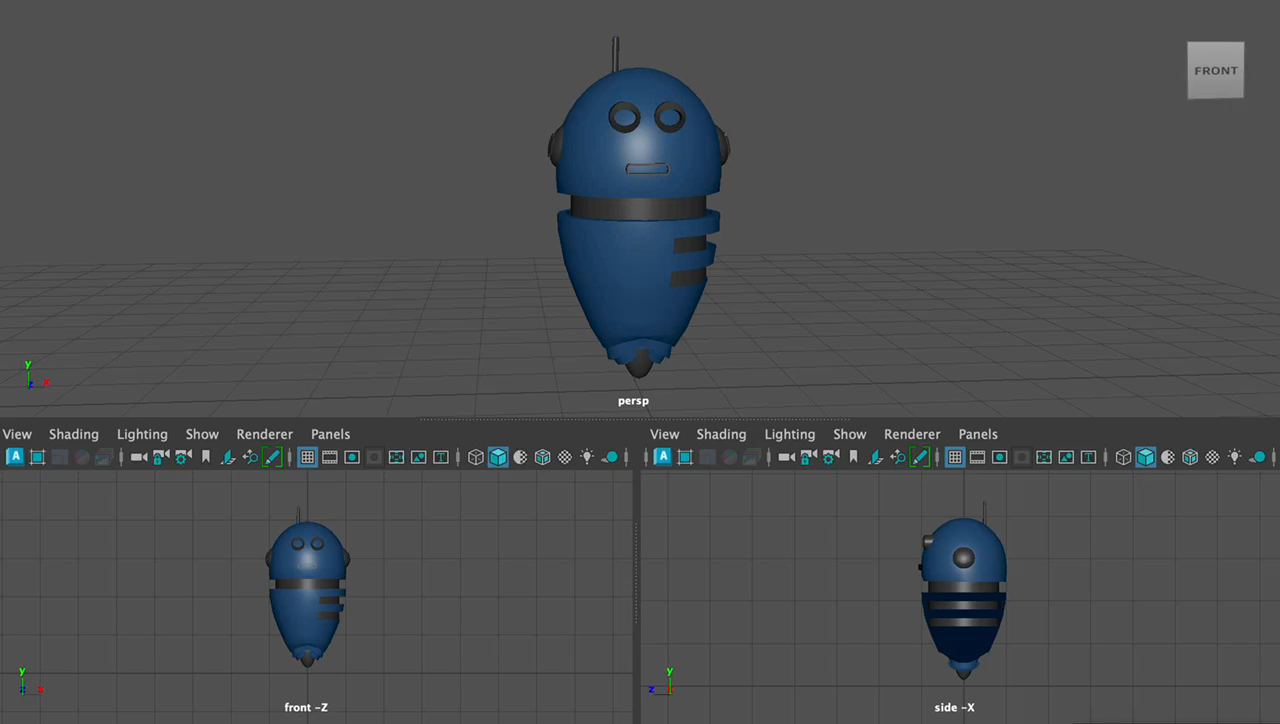 FRONT
y
z x
persp
View Shading Lighting Show Renderer Panels
A T
y
z x
front -Z
View Shading Lighting Show Renderer Panels
A T
y
z x
side -X